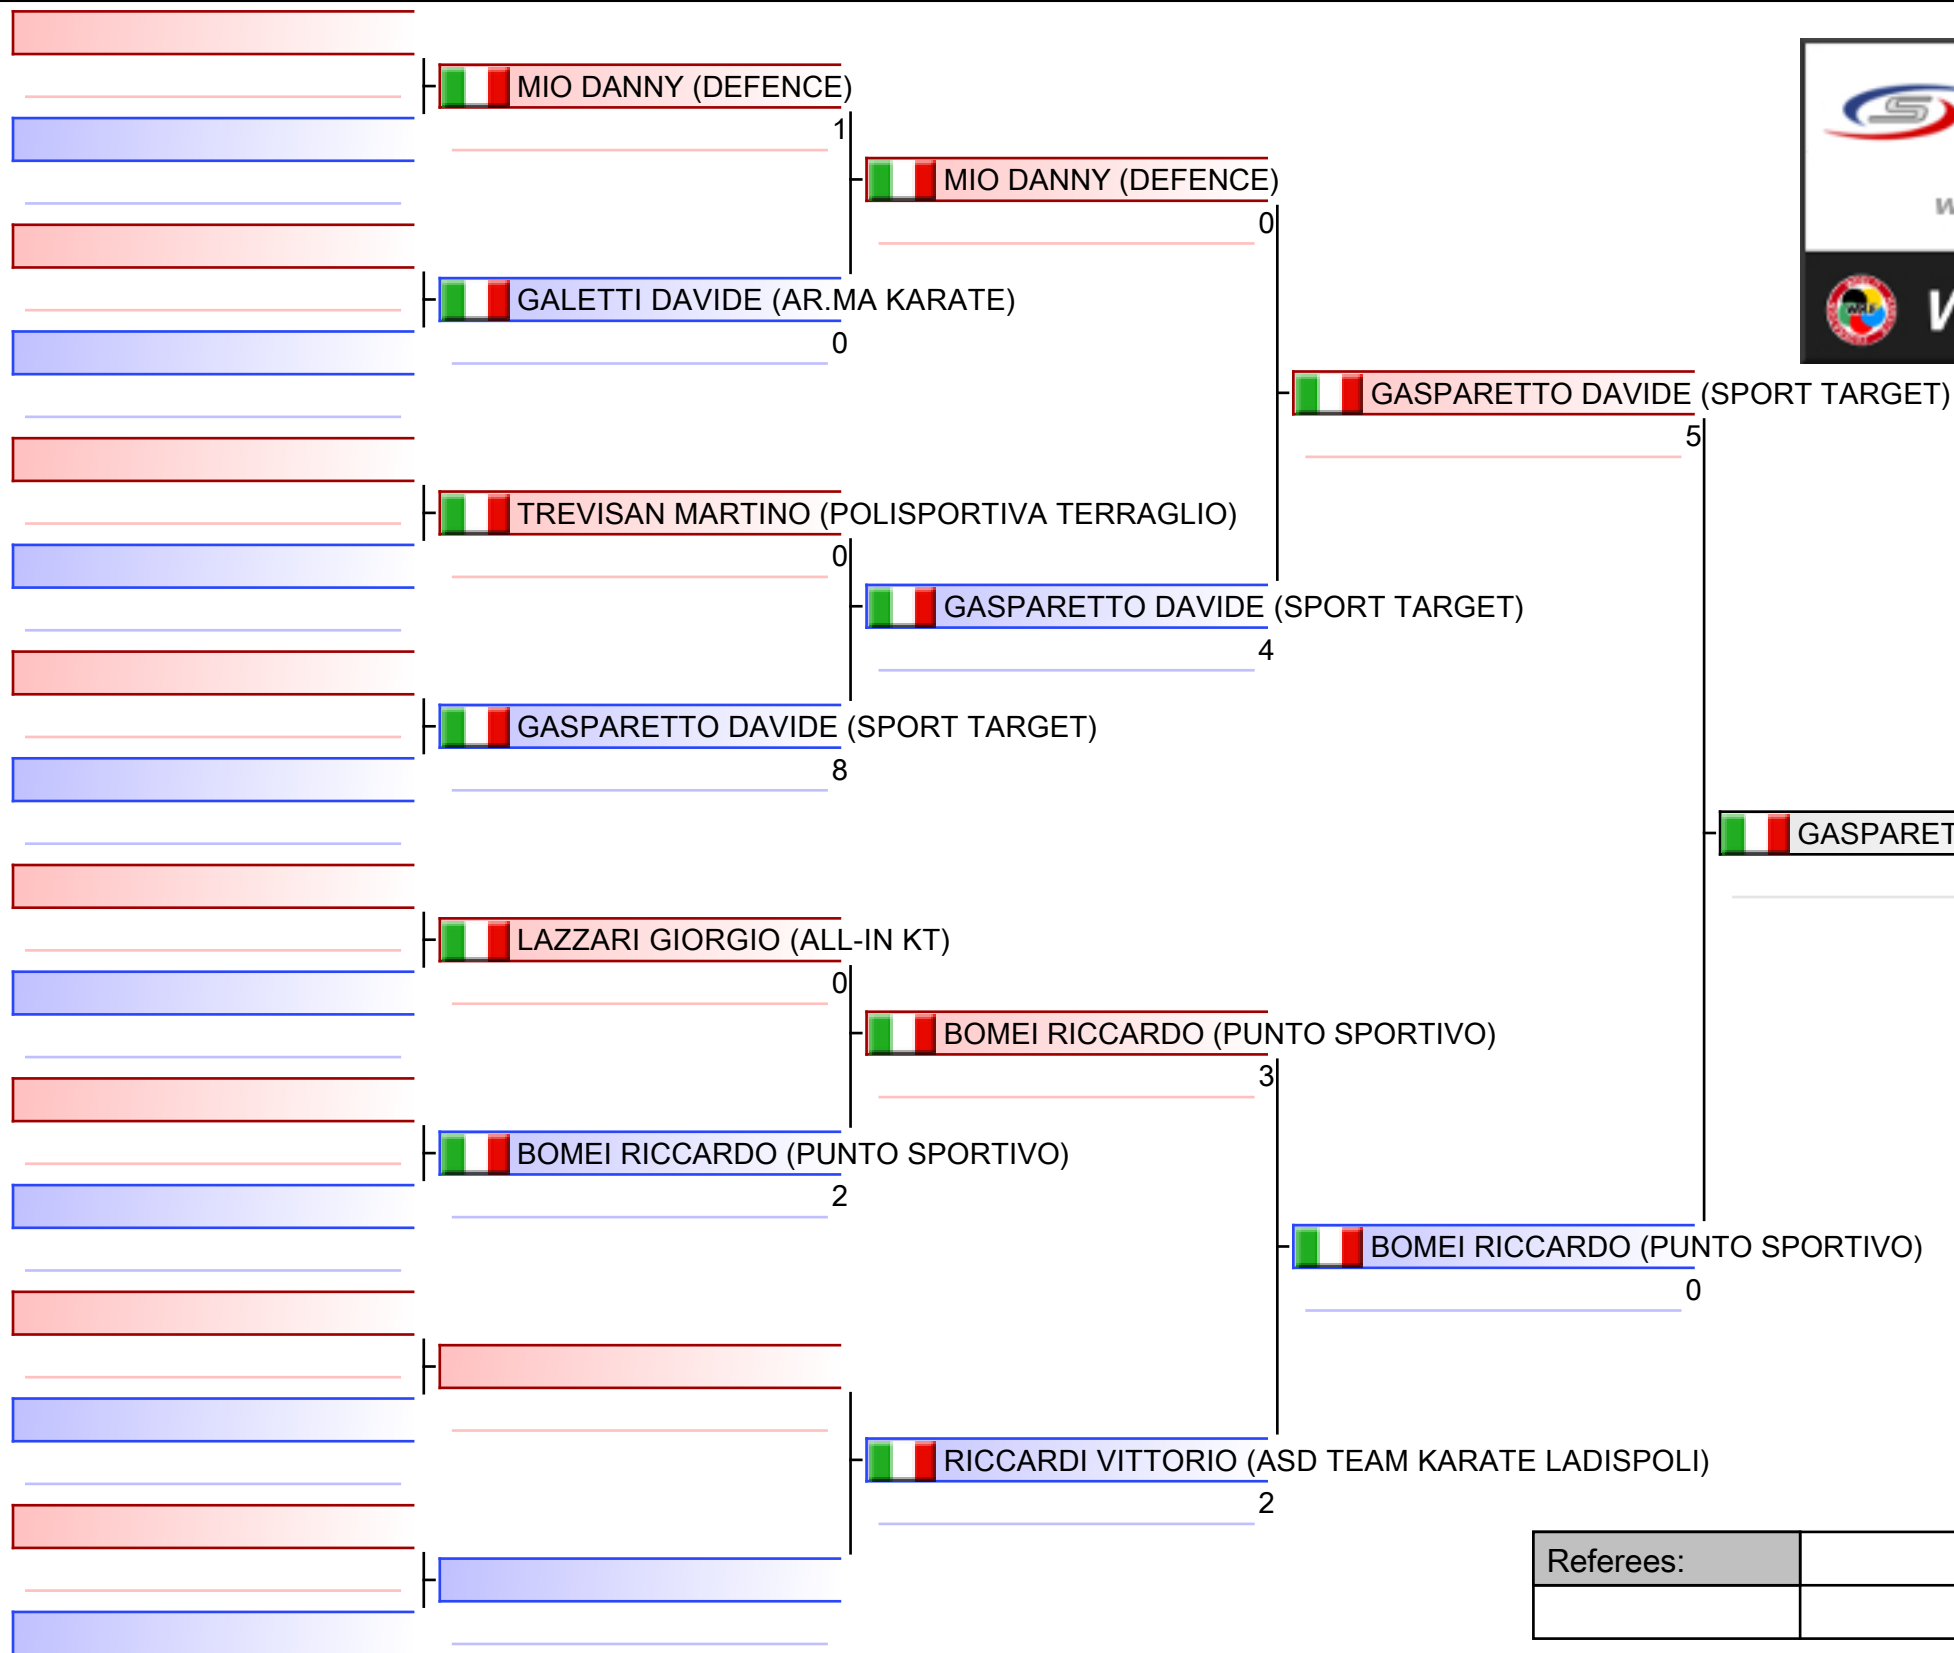 MIO DANNY (DEFENCE)
1
MIO DANNY (DEFENCE)
0
GALETTI DAVIDE (AR.MA KARATE)
0
GASPARETTO DAVIDE (SPORT TARGET)
5
TREVISAN MARTINO (POLISPORTIVA TERRAGLIO)
0
GASPARETTO DAVIDE (SPORT TARGET)
4
GASPARETTO DAVIDE (SPORT TARGET)
8
GASPARET
LAZZARI GIORGIO (ALL-IN KT)
0
BOMEI RICCARDO (PUNTO SPORTIVO)
3
BOMEI RICCARDO (PUNTO SPORTIVO)
2
BOMEI RICCARDO (PUNTO SPORTIVO)
0
RICCARDI VITTORIO (ASD TEAM KARATE LADISPOLI)
2
Referees: